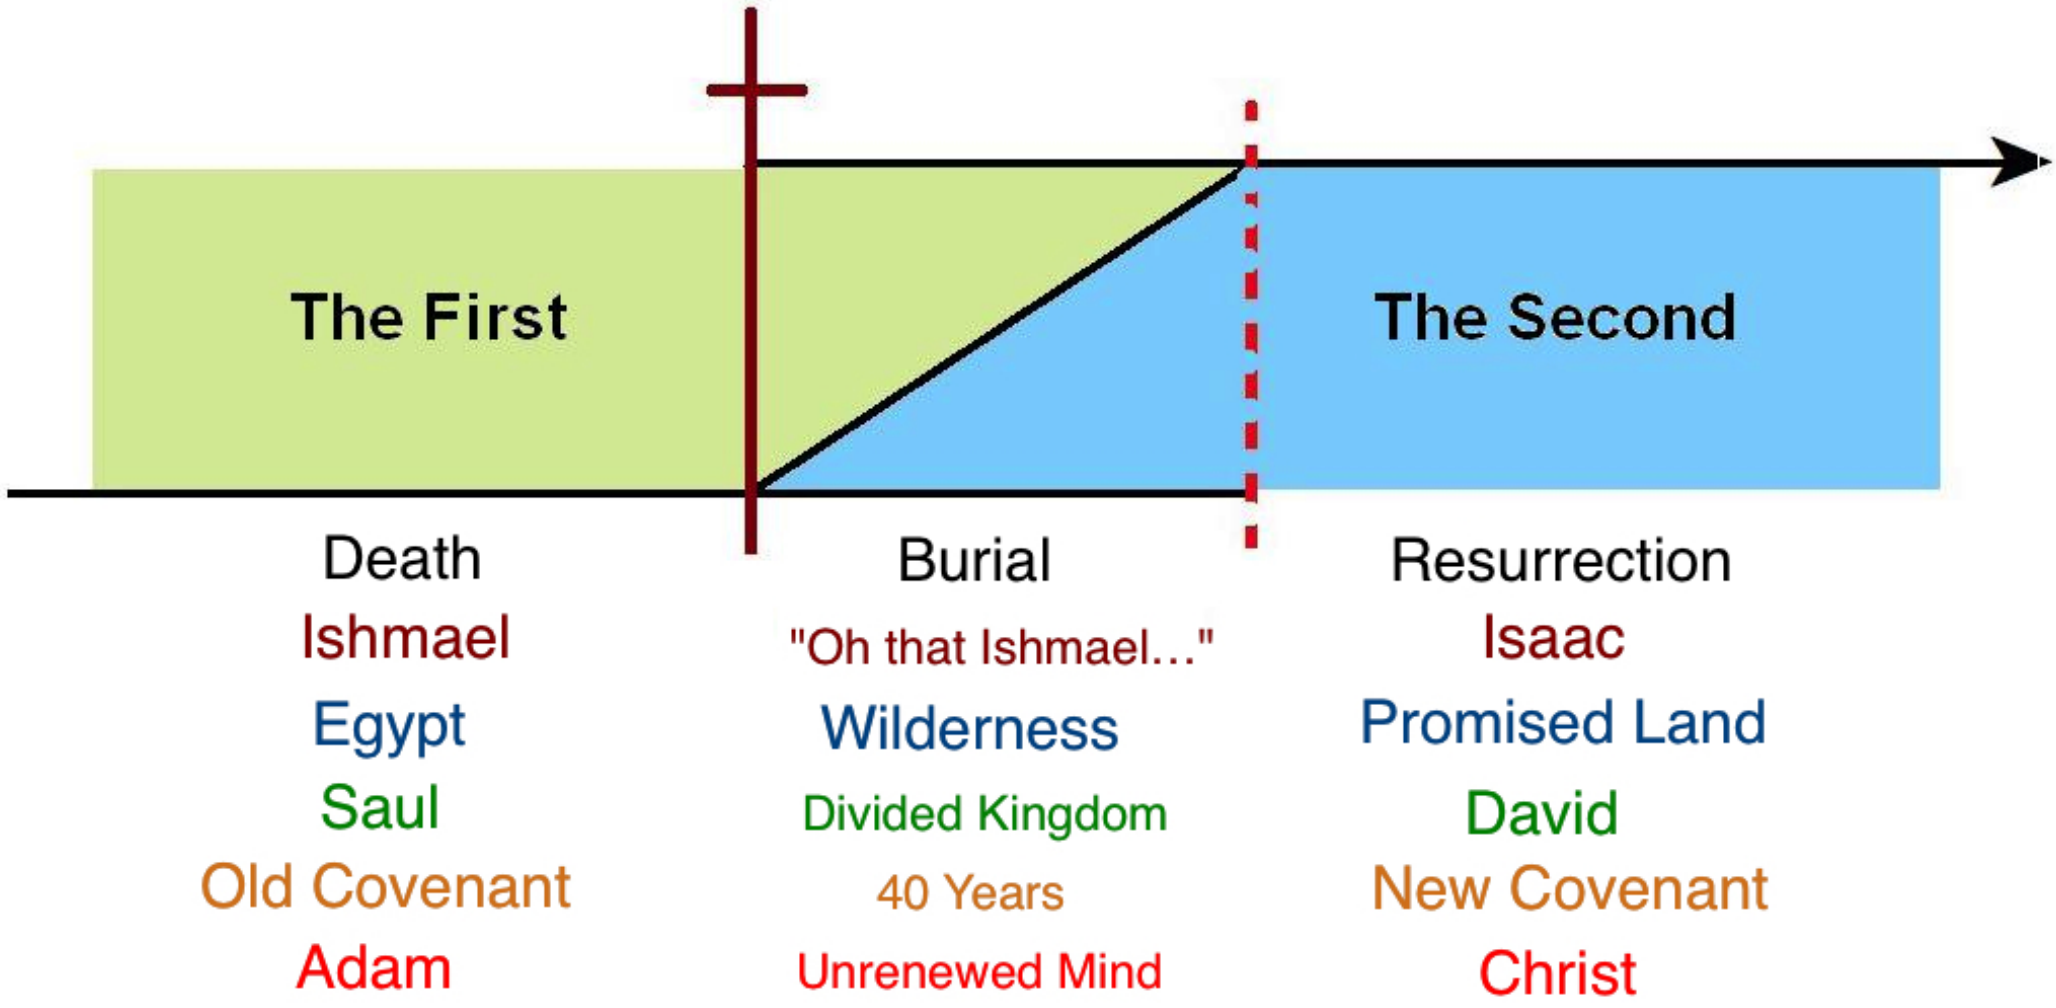 The First
The Second
Death Burial Resurrection
Ishmael "Oh that Ishmael..." Isaac
Egypt Wilderness Promised Land
Saul Divided Kingdom David
Old Covenant 40 Years New Covenant
Adam Unrenewed Mind Christ